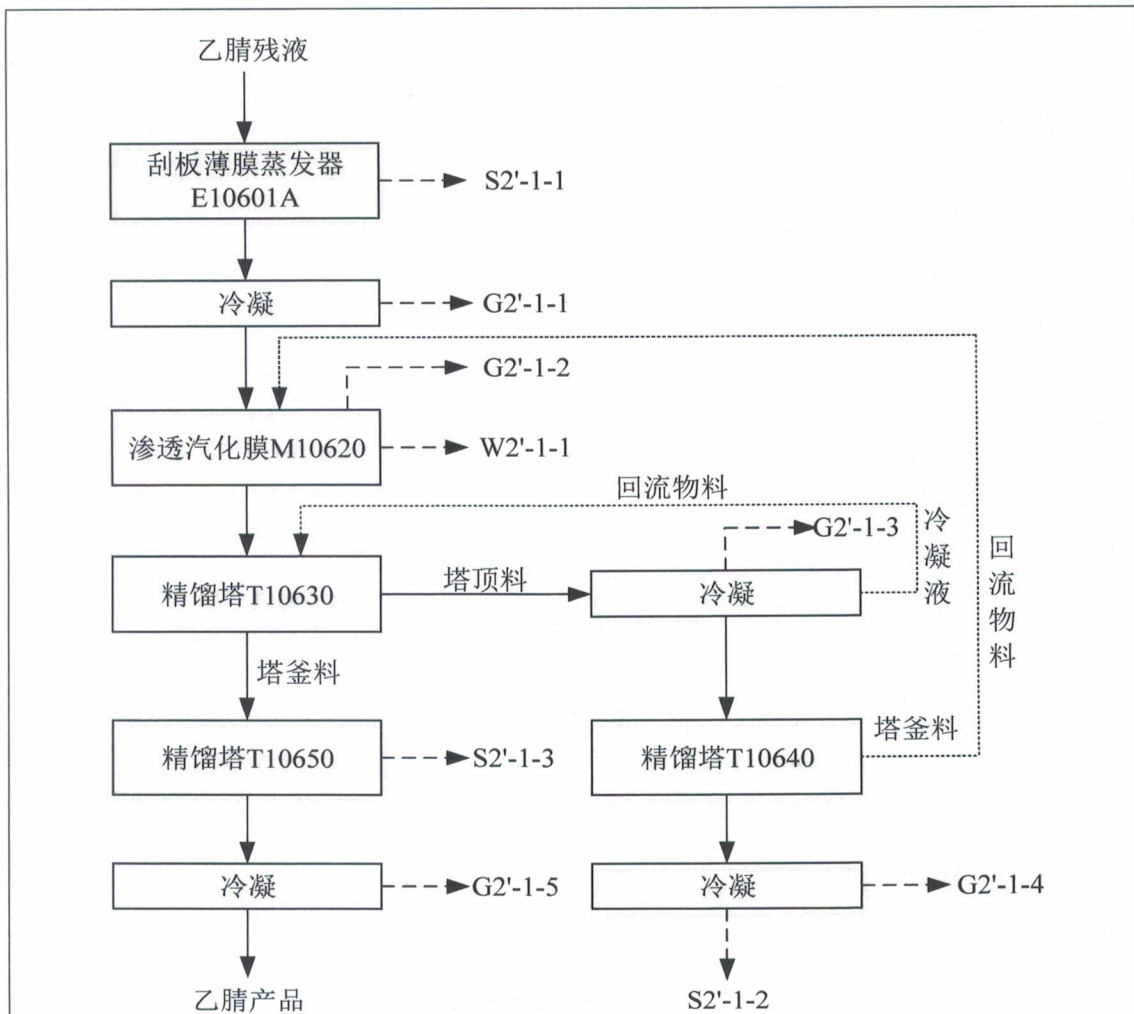 乙腈残液
刮板薄膜蒸发器
E10601A
S2'-1-1
冷凝
G2'-1-1
G2'-1-2
渗透汽化膜M10620
W2'-1-1
回流物料
G2'-1-3
冷凝液
回流物料
精馏塔T10630
塔顶料
冷凝
塔釜料
精馏塔T10650
S2'-1-3
精馏塔T10640
塔釜料
冷凝
G2'-1-5
冷凝
G2'-1-4
乙腈产品
S2'-1-2